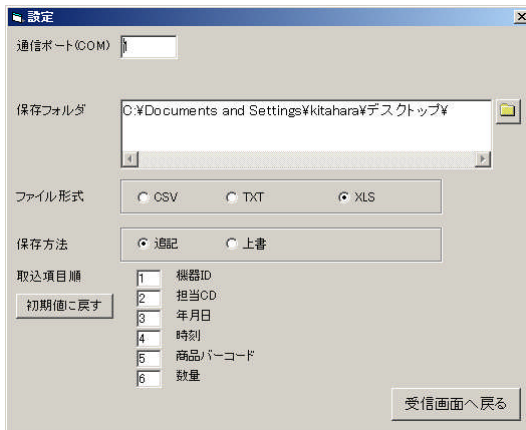 設定
通信ポート(COM) 1
保存フォルダ C:¥Documents and Settings¥kitahara¥デスクトップ¥
ファイル形式 CSV TXT XLS
保存方法 追記 上書
取込項目順 1 機器ID
初期値に戻す 2 担当CD
3 年月日
4 時刻
5 商品バーコード
6 数量
受信画面へ戻る